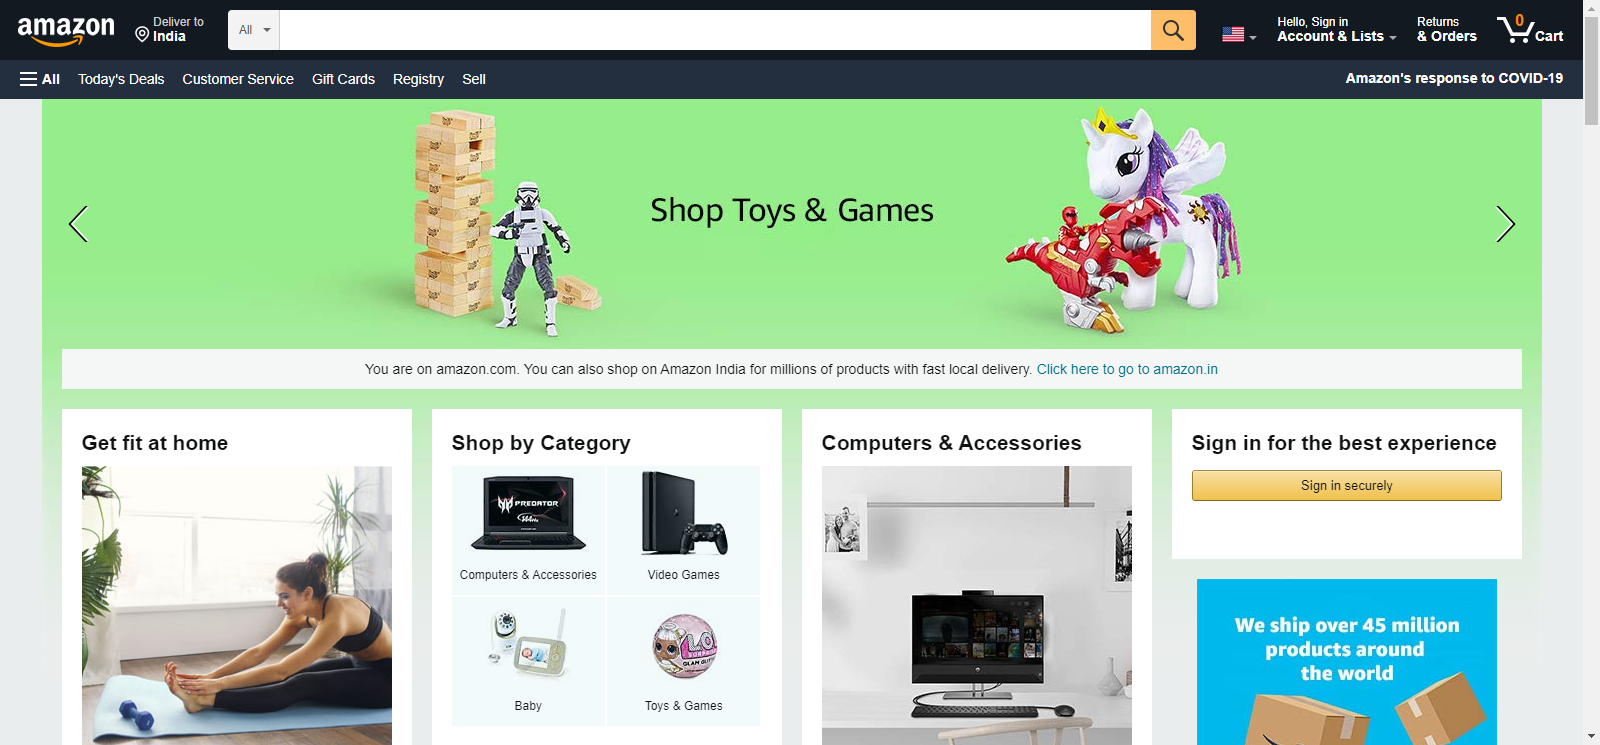 amazon
Deliver to
India
All
Hello, Sign in
Account & Lists
Returns
& Orders
0
Cart
All
Today's Deals
Customer Service
Gift Cards
Registry
Sell
Amazon's response to COVID-19
Shop Toys & Games
You are on amazon.com. You can also shop on Amazon India for millions of products with fast local delivery. Click here to go to amazon.in
Get fit at home
Shop by Category
PREDATOR
Computers & Accessories
Video Games
Baby
L.O.L
SURPRISE
GLAM GLITTER
Toys & Games
Computers & Accessories
Sign in for the best experience
Sign in securely
We ship over 45 million
products around
the world